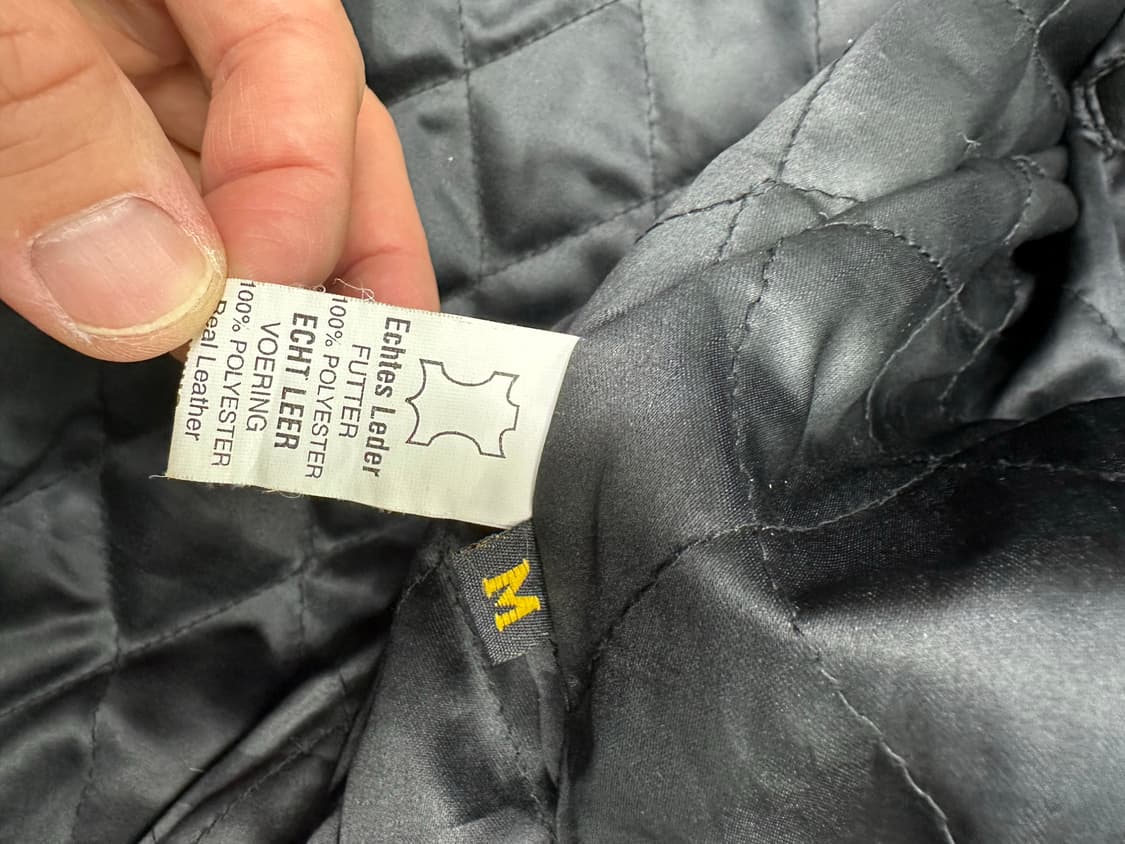 Echtes Leder
FUTTER
100% POLYESTER
ECHT LEER
VOERING
100% POLYESTER
Real Leather
M